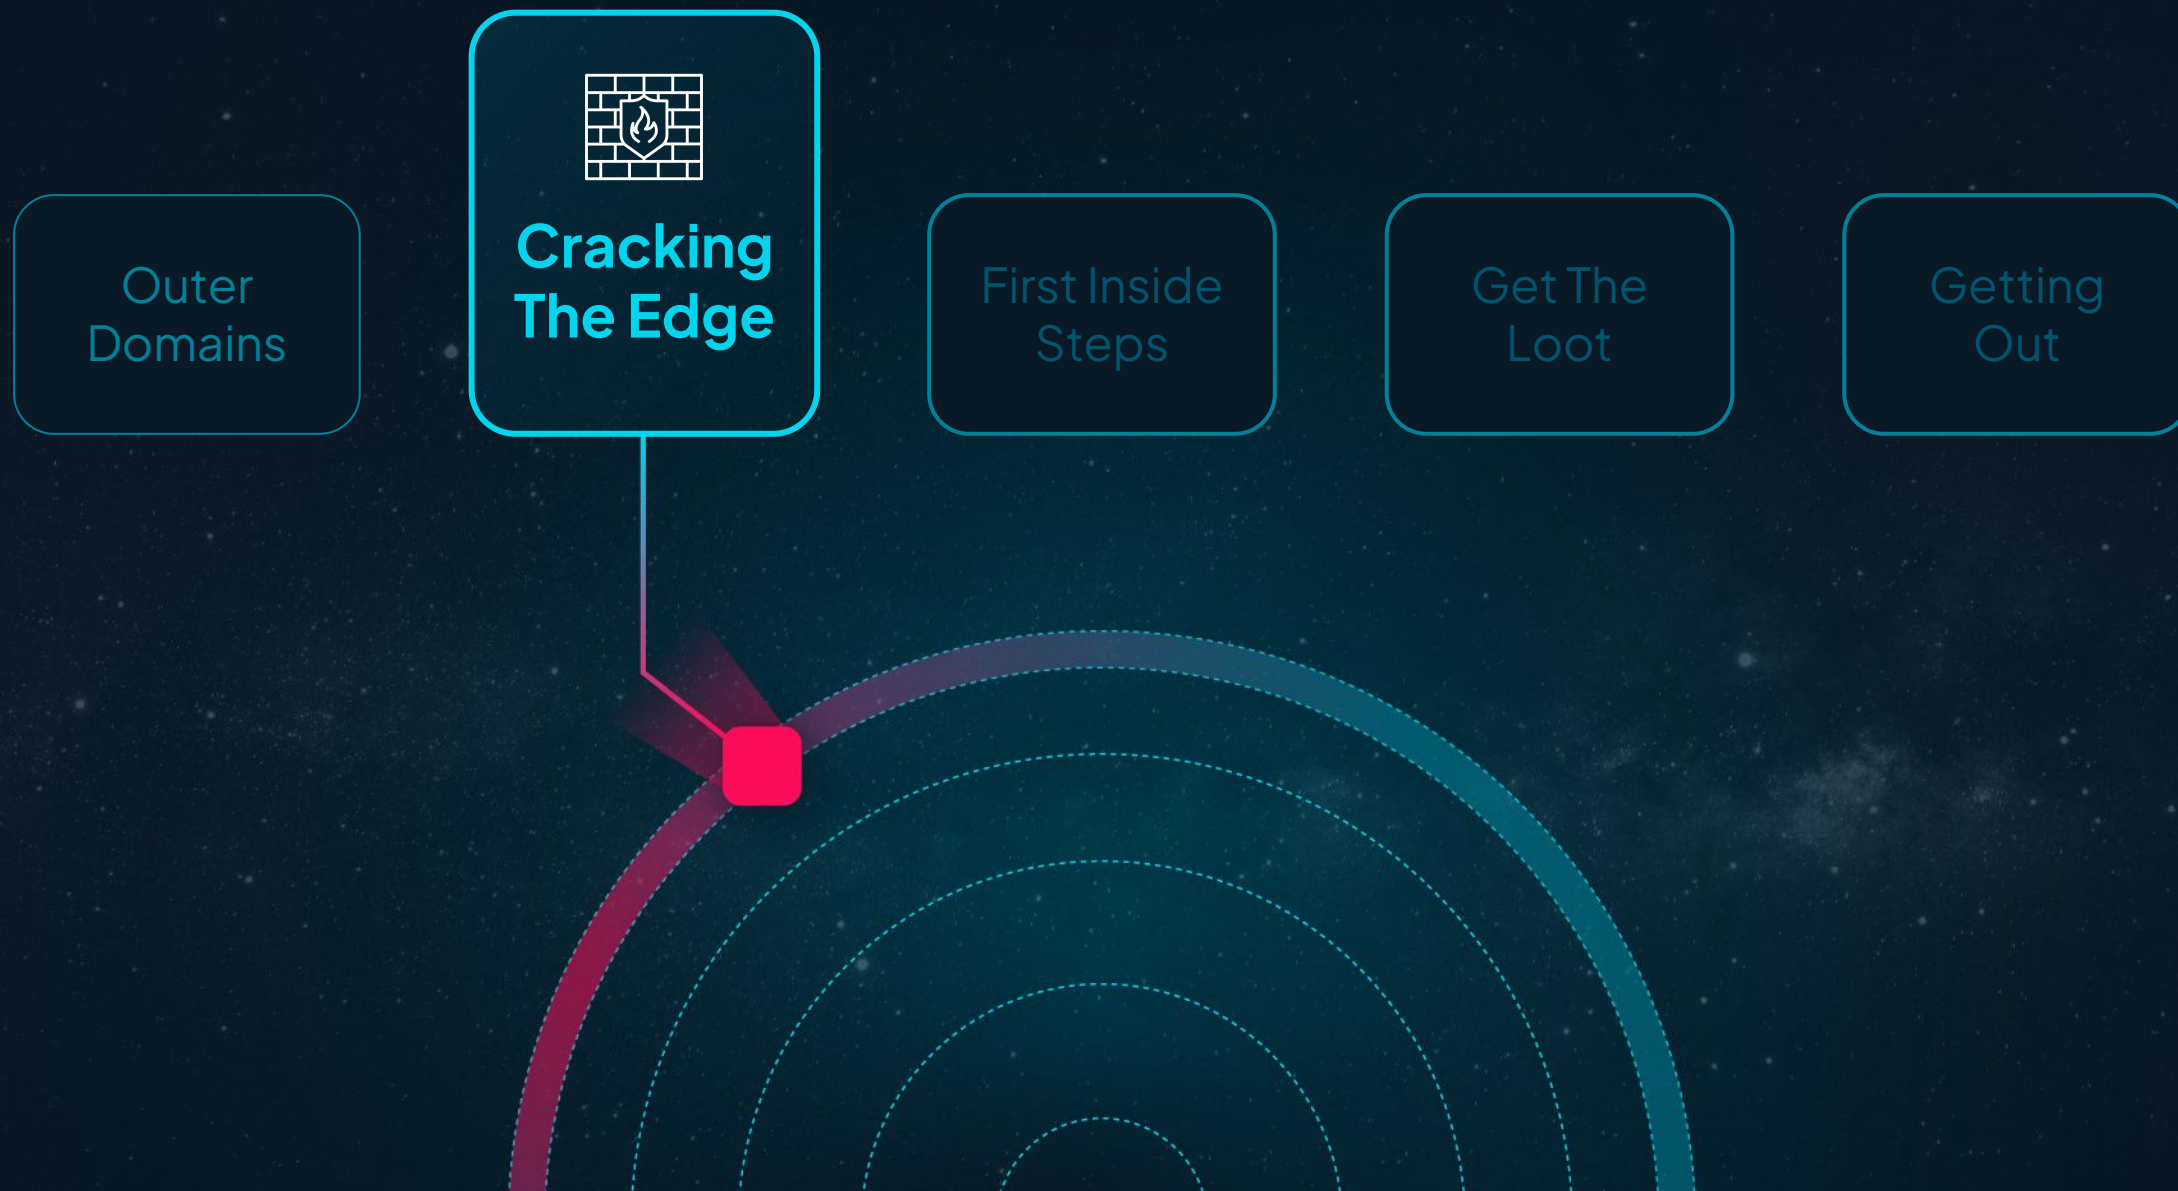 Outer
Domains
Cracking
The Edge
First Inside
Steps
Get The
Loot
Getting
Out